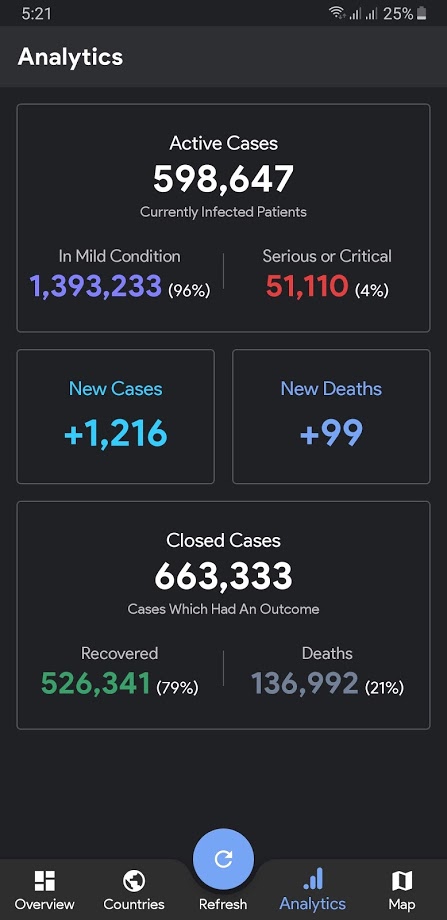 5:21 25%
Analytics
Active Cases
598,647
Currently Infected Patients
In Mild Condition Serious or Critical
1,393,233 (96%) 51,110 (4%)
New Cases New Deaths
+1,216 +99
Closed Cases
663,333
Cases Which Had An Outcome
Recovered Deaths
526,341 (79%) 136,992 (21%)
Overview Countries Refresh Analytics Map